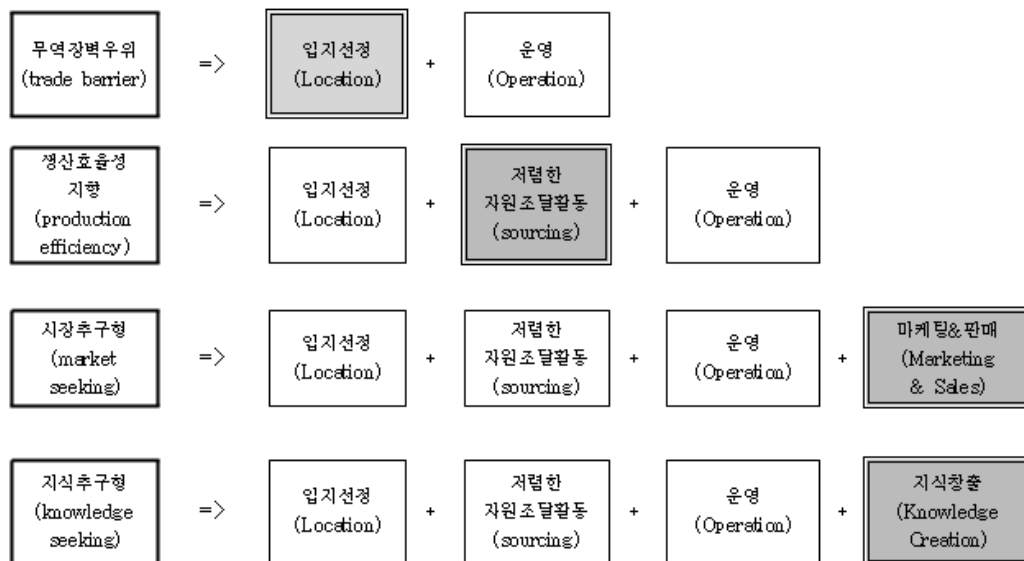 무역장벽우위
(trade barrier)
=>
입지선정
(Location)
+
운영
(Operation)
생산효율성
지향
(production
efficiency)
=>
입지선정
(Location)
+
저렴한
자원조달활동
(sourcing)
+
운영
(Operation)
시장추구형
(market
seeking)
=>
입지선정
(Location)
+
저렴한
자원조달활동
(sourcing)
+
운영
(Operation)
+
마케팅&판매
(Marketing
& Sales)
지식추구형
(knowledge
seeking)
=>
입지선정
(Location)
+
저렴한
자원조달활동
(sourcing)
+
운영
(Operation)
+
지식창출
(Knowledge
Creation)